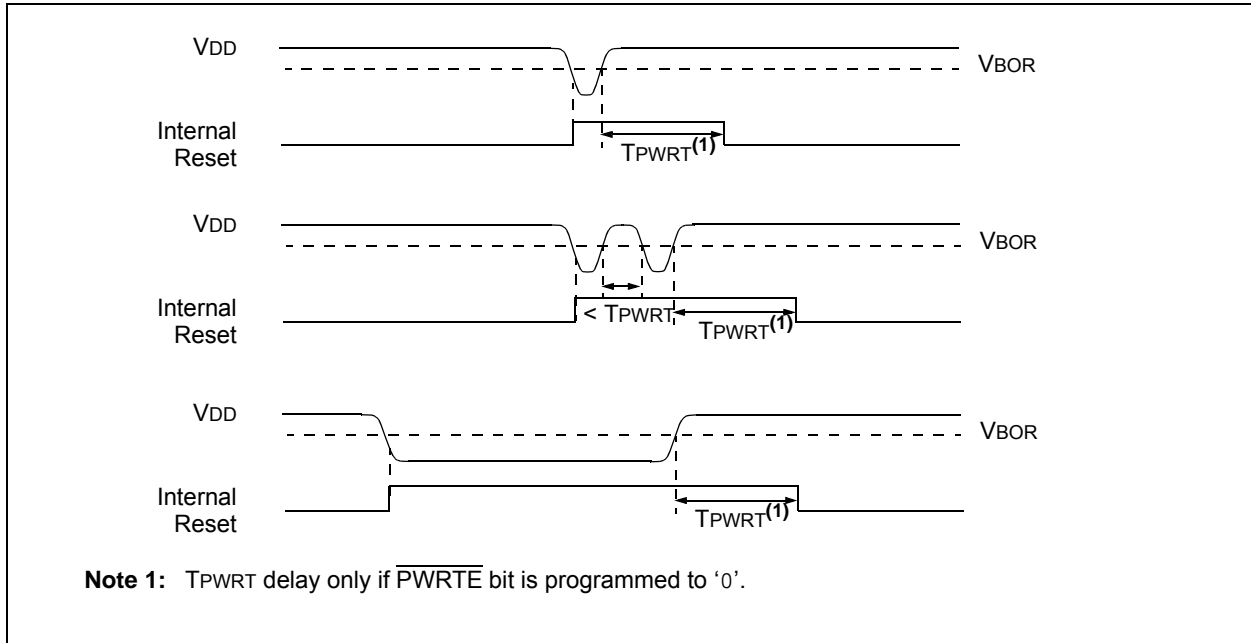 VDD
VBOR
Internal
Reset
TPWRT(1)
VDD
VBOR
Internal
Reset
< TPWRT
TPWRT(1)
VDD
VBOR
Internal
Reset
TPWRT(1)
Note 1: TPWRT delay only if PWRTE bit is programmed to ‘0’.